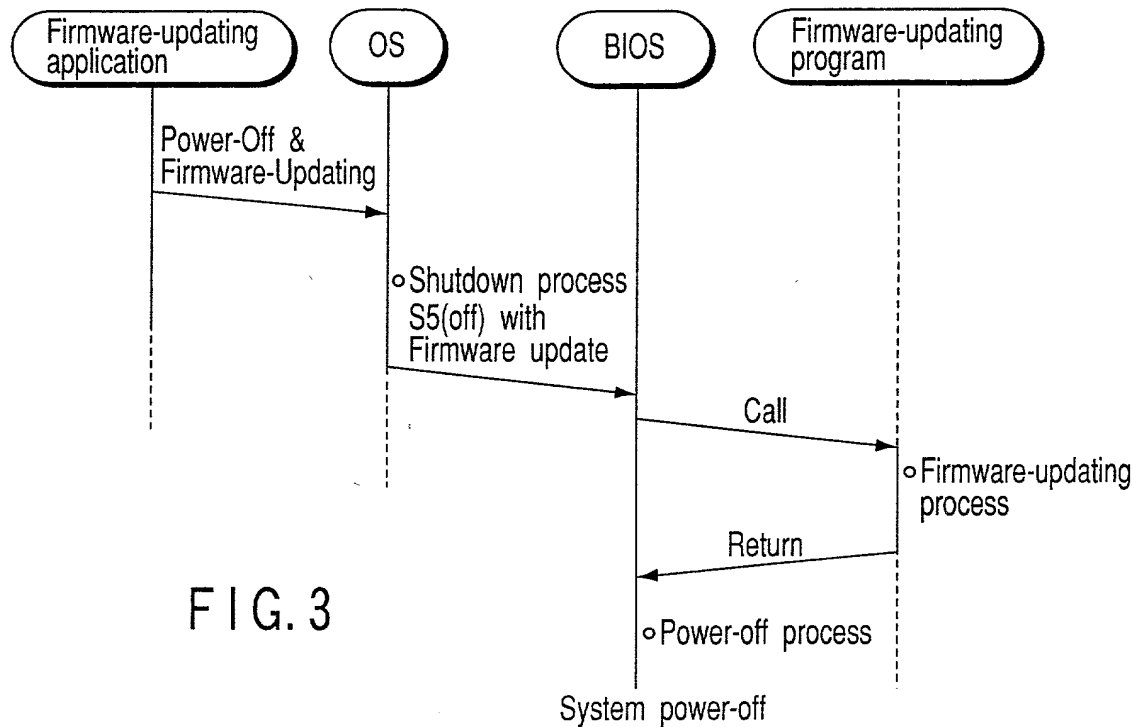 Firmware-updating
application
OS
BIOS
Firmware-updating
program
Power-Off &
Firmware-Updating
Shutdown process
S5(off) with
Firmware update
Call
Firmware-updating
process
Return
Power-off process
System power-off
FIG. 3